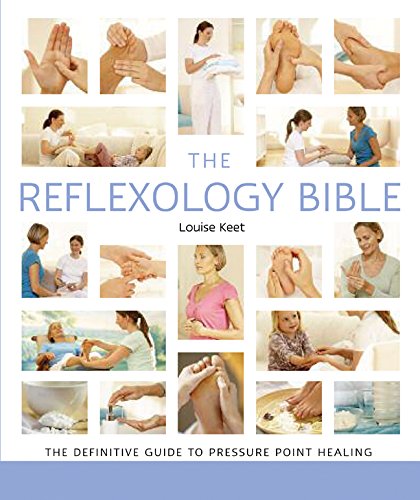 THE
REFLEXOLOGY BIBLE
Louise Keet
THE DEFINITIVE GUIDE TO PRESSURE POINT HEALING